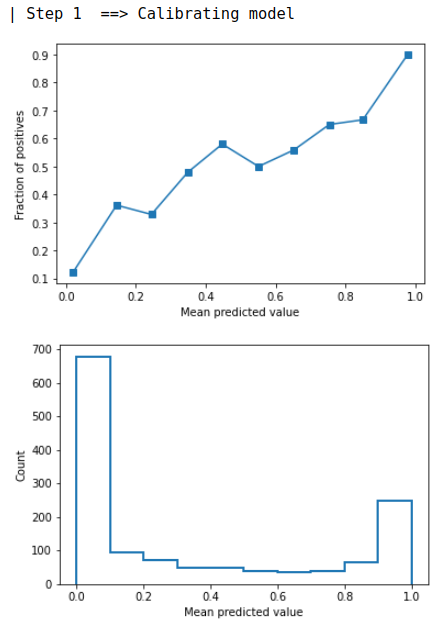 | Step 1  ==> Calibrating model
0.9
0.8
0.7
0.6
0.5
0.4
0.3
0.2
0.1
Fraction of positives
0.0 0.2 0.4 0.6 0.8 1.0
Mean predicted value
700
600
500
400
300
200
100
0
Count
0.0 0.2 0.4 0.6 0.8 1.0
Mean predicted value